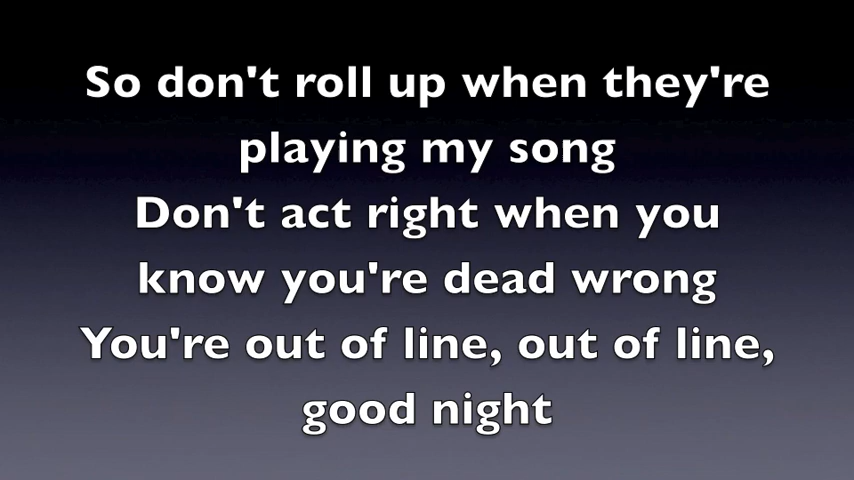 So don't roll up when they're
playing my song
Don't act right when you
know you're dead wrong
You're out of line, out of line,
good night